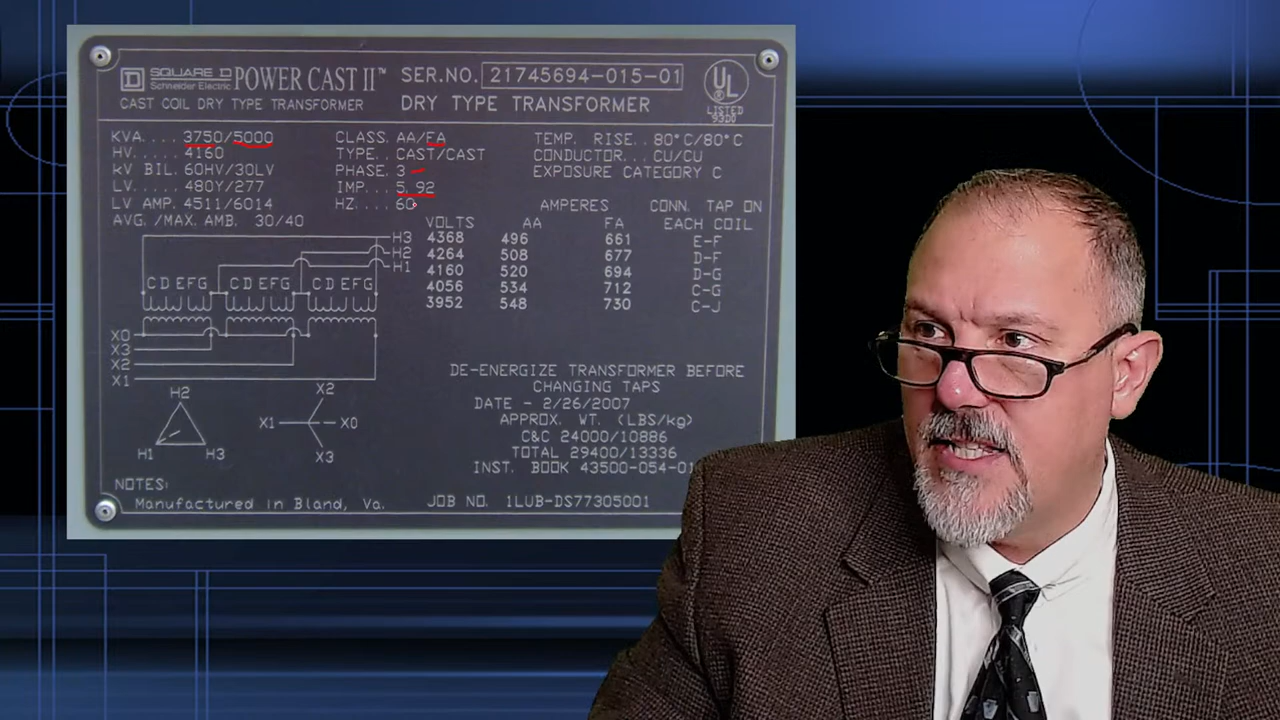 D SQUARE D Schneider Electric POWER CAST II™ SER.NO. 21745694-015-01
CAST COIL DRY TYPE TRANSFORMER DRY TYPE TRANSFORMER
UL ® LISTED 93D0
KVA.... 3750/5000 CLASS. AA/FA TEMP. RISE. 80°C/80°C
HV..... 4160 TYPE.. CAST/CAST CONDUCTOR... CU/CU
kV BIL. 60HV/30LV PHASE. 3 EXPOSURE CATEGORY C
LV..... 480Y/277 IMP... 5.92
LV AMP. 4511/6014 HZ.... 60
AVG./MAX. AMB. 30/40
AMPERES CONN. TAP ON
VOLTS AA FA EACH COIL
4368 496 661 E-F
4264 508 677 D-F
4160 520 694 D-G
4056 534 712 C-G
3952 548 730 C-J
H3
H2
H1
C D E F G C D E F G C D E F G
X0
X3
X2
X1
H2
H1 H3
X2
X1 X0
X3
DE-ENERGIZE TRANSFORMER BEFORE
CHANGING TAPS
DATE - 2/26/2007
APPROX. WT. (LBS/kg)
C&C 24000/10886
TOTAL 29400/13336
INST. BOOK 43500-054-01
NOTES:
Manufactured in Bland, Va. JOB NO. 1LUB-DS77305001